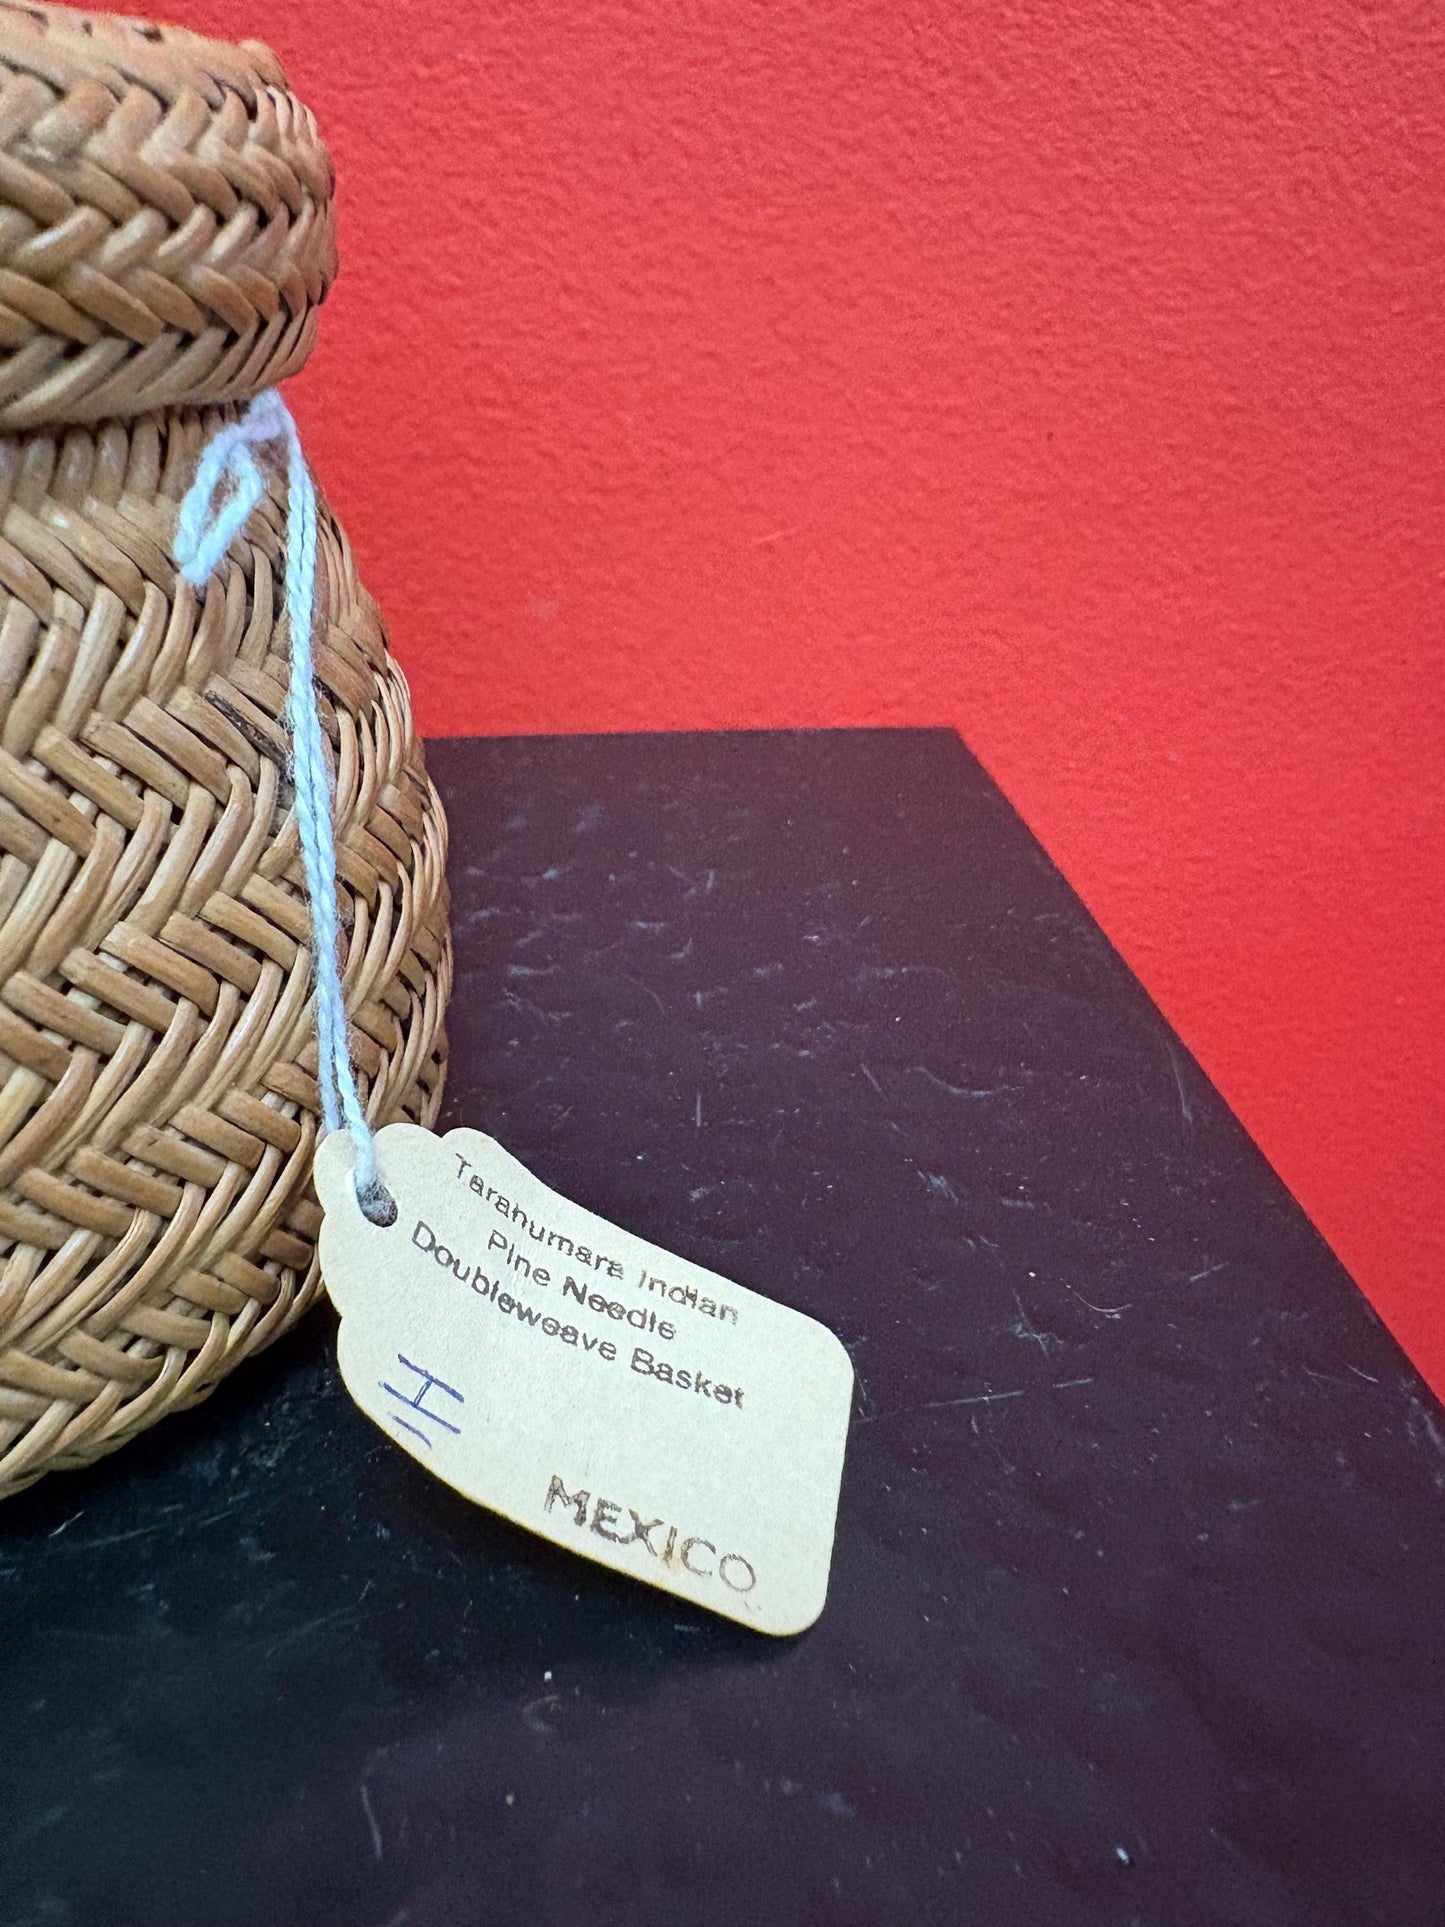 Tarahumara Indian
Pine Needle
Doubleweave Basket
I
MEXICO